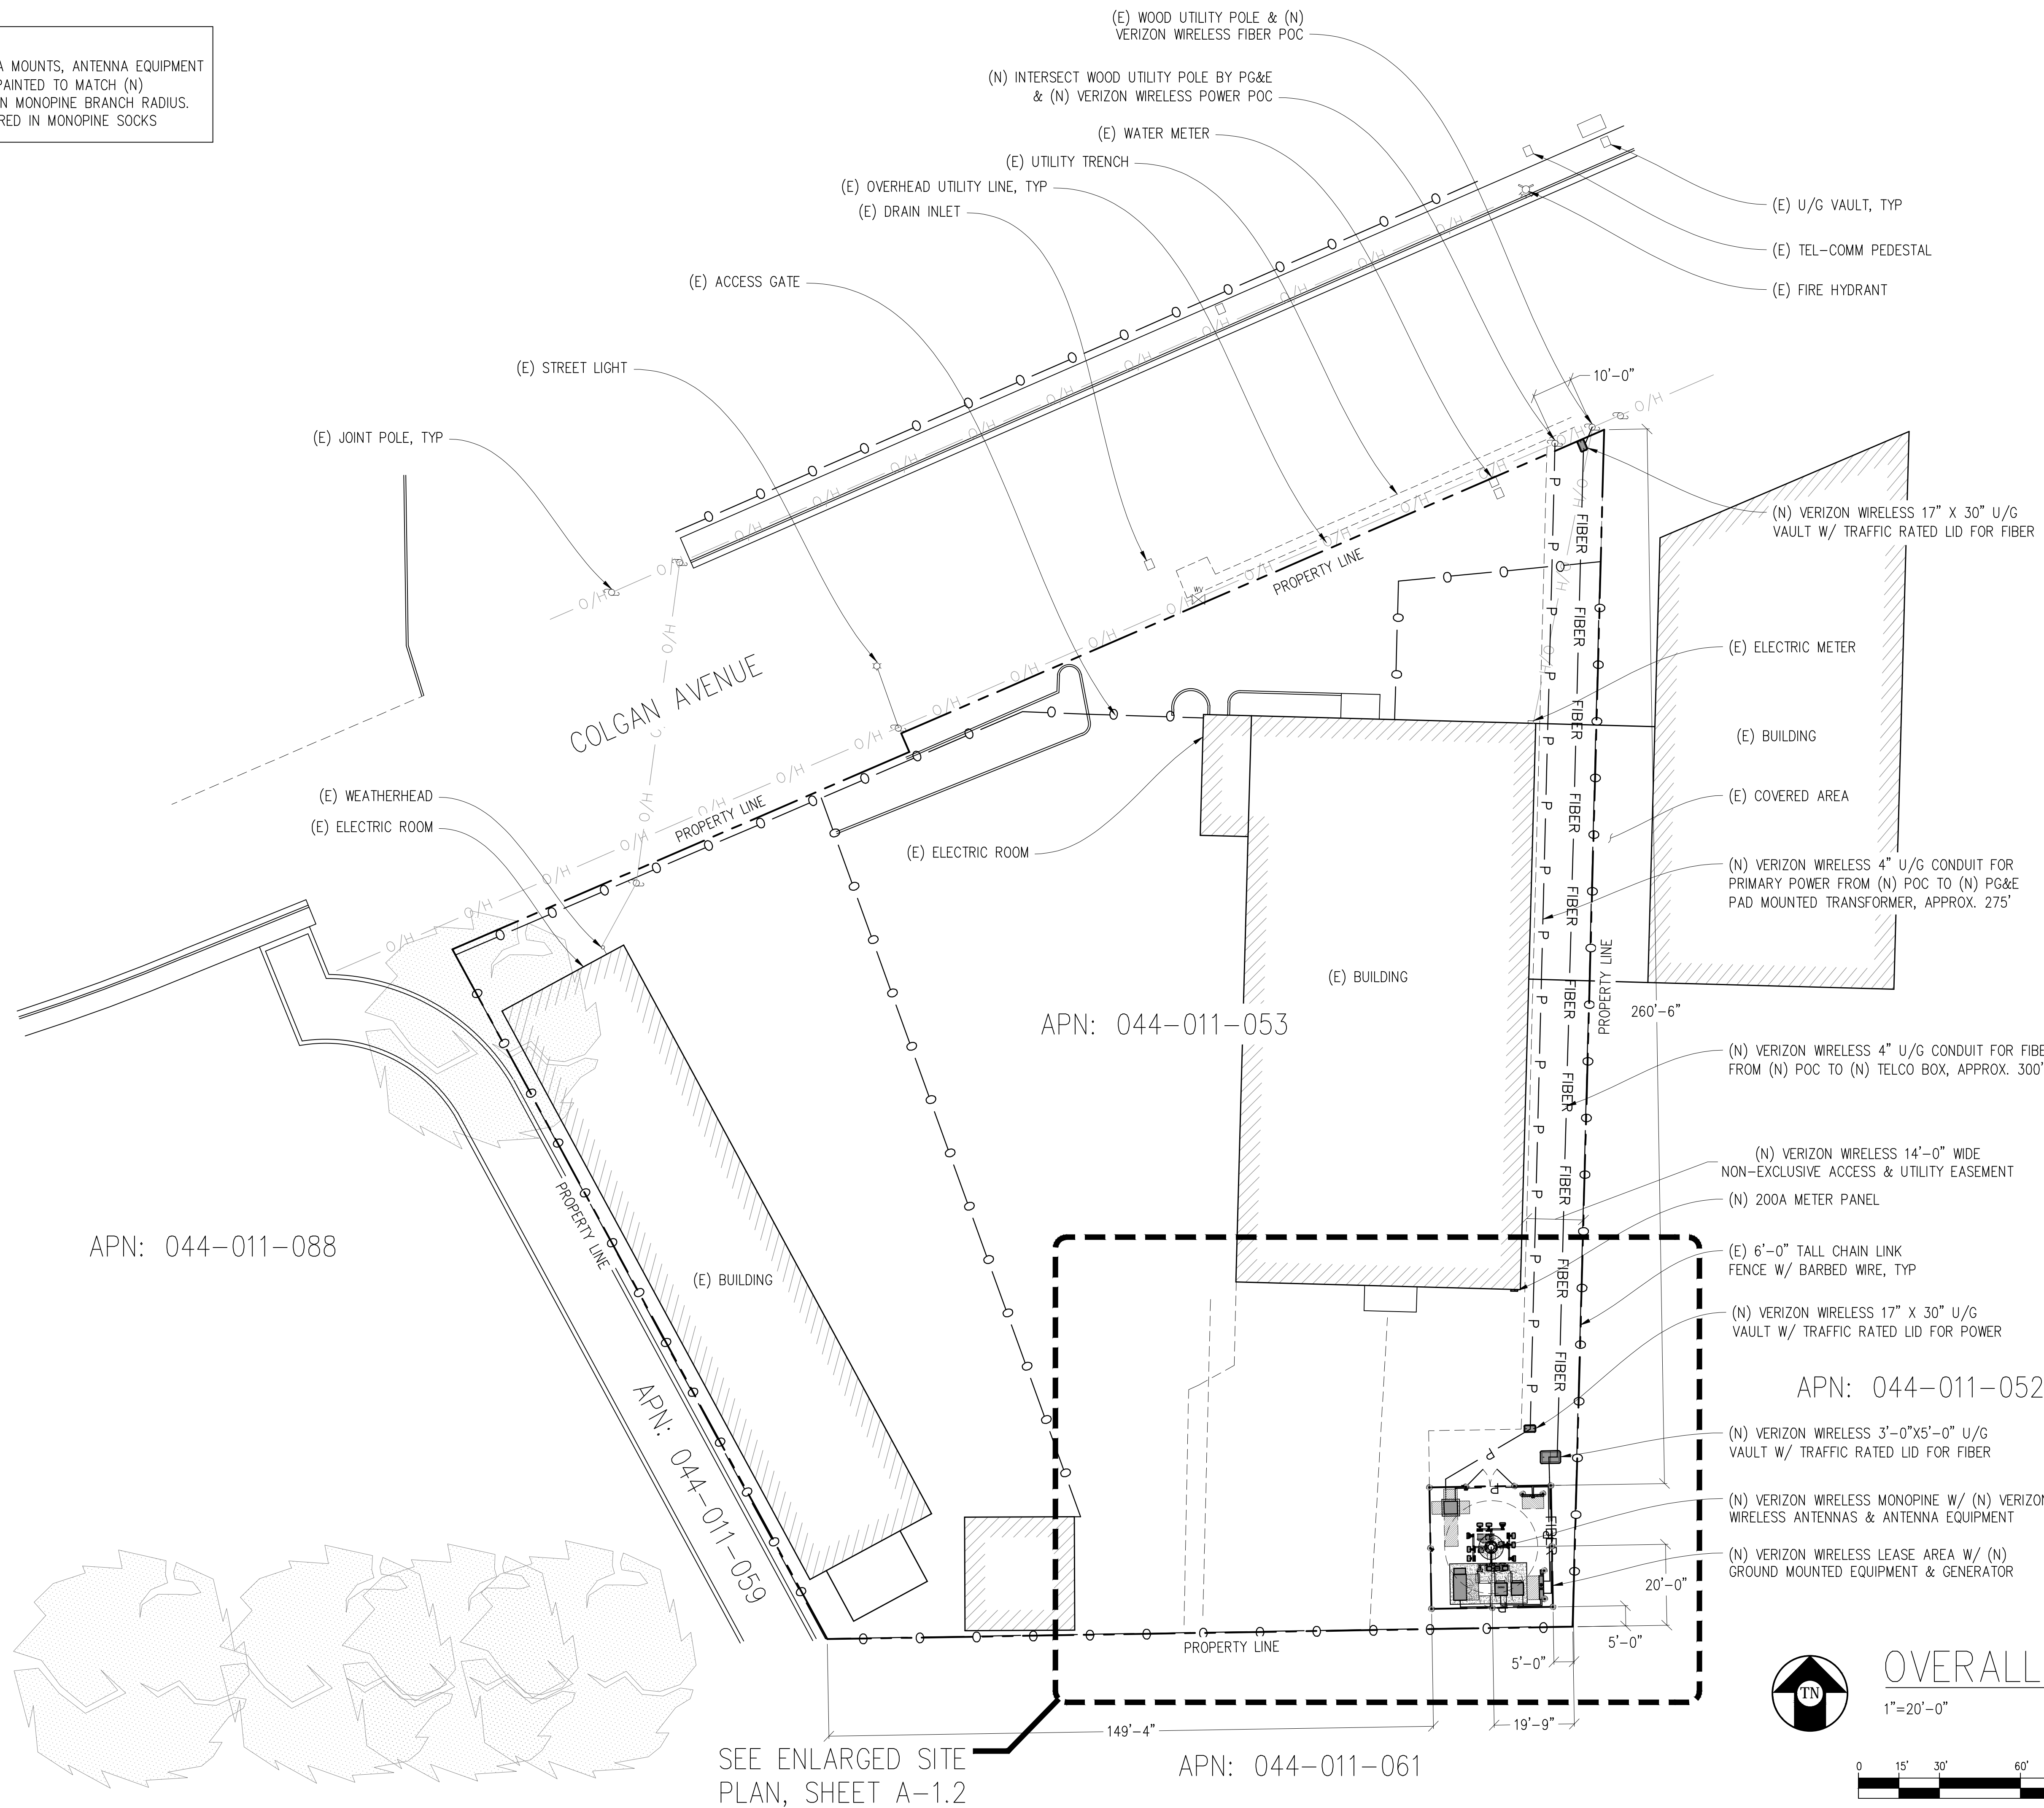 A MOUNTS, ANTENNA EQUIPMENT
PAINTED TO MATCH (N)
N MONOPINE BRANCH RADIUS.
RED IN MONOPINE SOCKS
(E) WOOD UTILITY POLE & (N)
VERIZON WIRELESS FIBER POC
(N) INTERSECT WOOD UTILITY POLE BY PG&E
& (N) VERIZON WIRELESS POWER POC
(E) WATER METER
(E) UTILITY TRENCH
(E) OVERHEAD UTILITY LINE, TYP
(E) DRAIN INLET
(E) ACCESS GATE
(E) STREET LIGHT
(E) JOINT POLE, TYP
(E) U/G VAULT, TYP
(E) TEL-COMM PEDESTAL
(E) FIRE HYDRANT
10'-0"
(N) VERIZON WIRELESS 17" X 30" U/G
VAULT W/ TRAFFIC RATED LID FOR FIBER
PROPERTY LINE
WV
COLGAN AVENUE
(E) ELECTRIC METER
(E) BUILDING
(E) COVERED AREA
(E) WEATHERHEAD
(E) ELECTRIC ROOM
PROPERTY LINE
(E) ELECTRIC ROOM
(N) VERIZON WIRELESS 4" U/G CONDUIT FOR
PRIMARY POWER FROM (N) POC TO (N) PG&E
PAD MOUNTED TRANSFORMER, APPROX. 275'
PROPERTY LINE
260'-6"
(E) BUILDING
APN: 044-011-053
(N) VERIZON WIRELESS 4" U/G CONDUIT FOR FIBE
FROM (N) POC TO (N) TELCO BOX, APPROX. 300'
(N) VERIZON WIRELESS 14'-0" WIDE
NON-EXCLUSIVE ACCESS & UTILITY EASEMENT
(N) 200A METER PANEL
PROPERTY LINE
APN: 044-011-088
(E) BUILDING
(E) 6'-0" TALL CHAIN LINK
FENCE W/ BARBED WIRE, TYP
(N) VERIZON WIRELESS 17" X 30" U/G
VAULT W/ TRAFFIC RATED LID FOR POWER
APN: 044-011-052
APN: 044-011-059
(N) VERIZON WIRELESS 3'-0"X5'-0" U/G
VAULT W/ TRAFFIC RATED LID FOR FIBER
(N) VERIZON WIRELESS MONOPINE W/ (N) VERIZON
WIRELESS ANTENNAS & ANTENNA EQUIPMENT
(N) VERIZON WIRELESS LEASE AREA W/ (N)
GROUND MOUNTED EQUIPMENT & GENERATOR
O/H
P
FIBER
20'-0"
5'-0"
5'-0"
PROPERTY LINE
149'-4"
19'-9"
SEE ENLARGED SITE
PLAN, SHEET A-1.2
APN: 044-011-061
TN
OVERALL
1"=20'-0"
0 15' 30' 60'